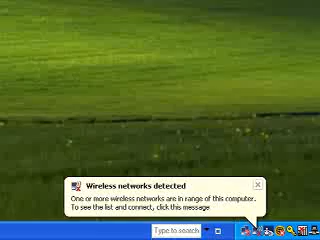 Wireless networks detected
One or more wireless networks are in range of this computer.
To see the list and connect, click this message
Type to search